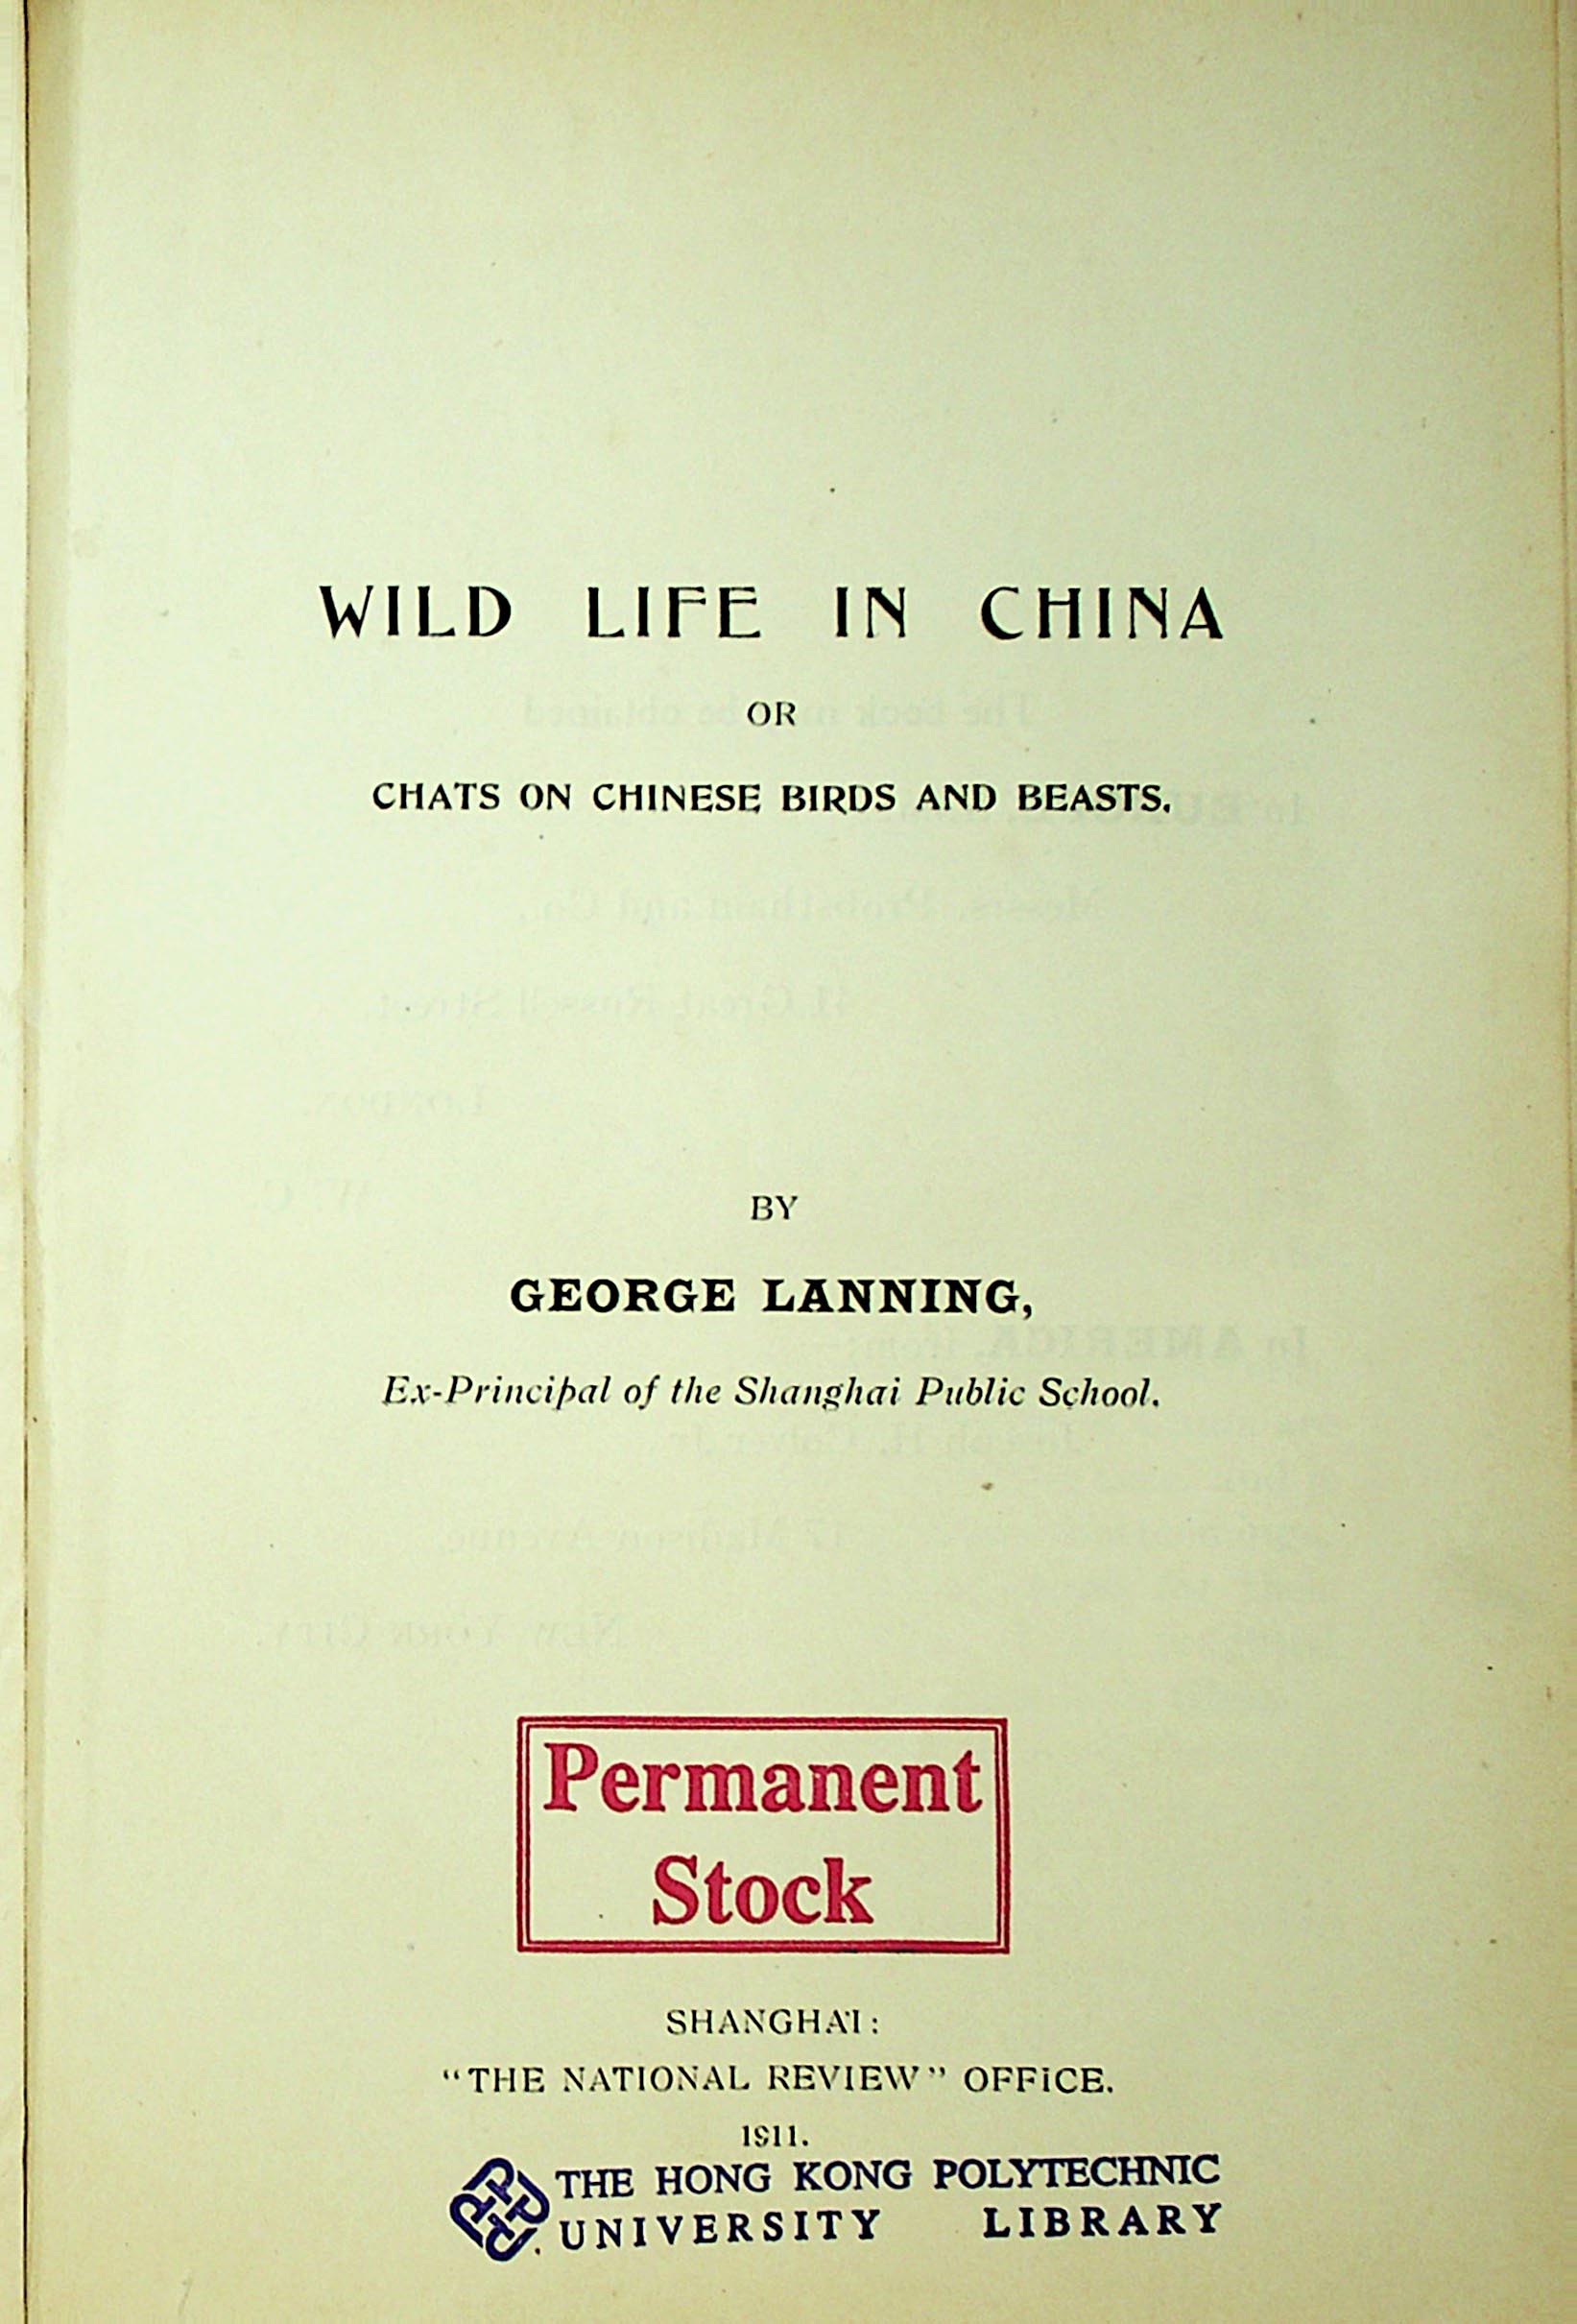 WILD LIFE IN CHINA
OR
CHATS ON CHINESE BIRDS AND BEASTS.
BY
GEORGE LANNING,
Ex-Principal of the Shanghai Public School.
Permanent
Stock
SHANGHAI:
"THE NATIONAL REVIEW" OFFICE.
1911.
THE HONG KONG POLYTECHNIC
UNIVERSITY LIBRARY